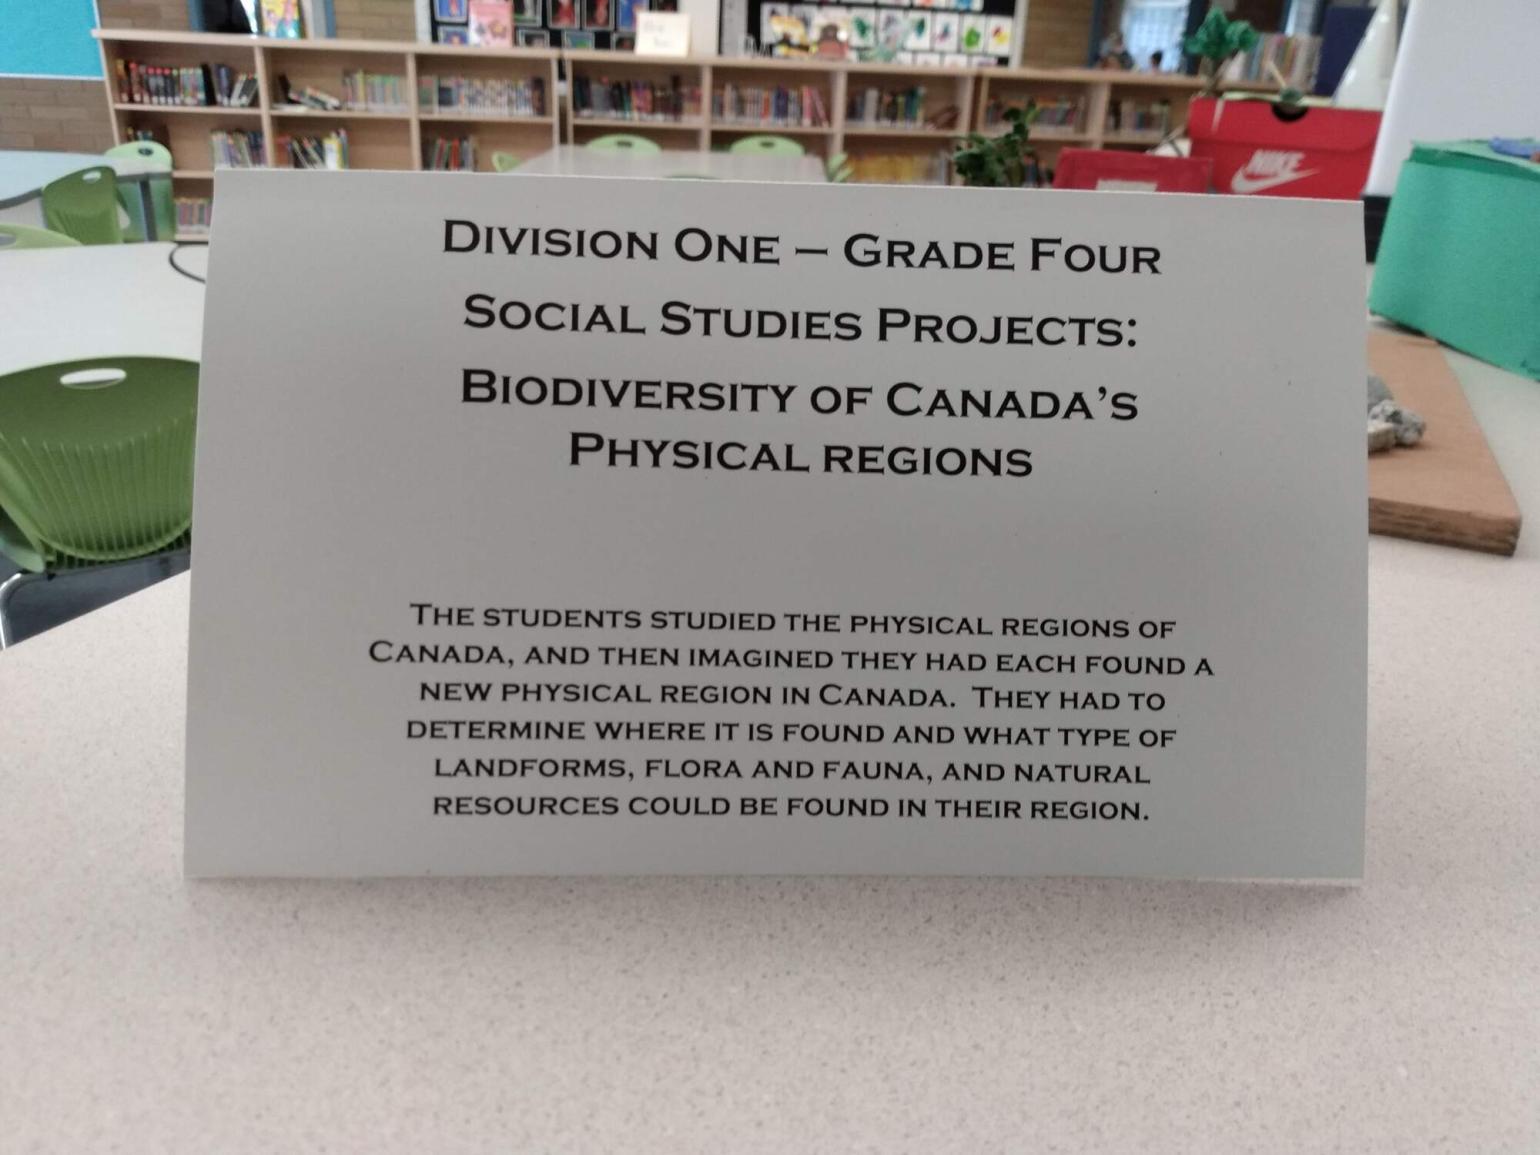 NIKE
DIVISION ONE – GRADE FOUR
SOCIAL STUDIES PROJECTS:
BIODIVERSITY OF CANADA'S
PHYSICAL REGIONS
THE STUDENTS STUDIED THE PHYSICAL REGIONS OF
CANADA, AND THEN IMAGINED THEY HAD EACH FOUND A
NEW PHYSICAL REGION IN CANADA. THEY HAD TO
DETERMINE WHERE IT IS FOUND AND WHAT TYPE OF
LANDFORMS, FLORA AND FAUNA, AND NATURAL
RESOURCES COULD BE FOUND IN THEIR REGION.